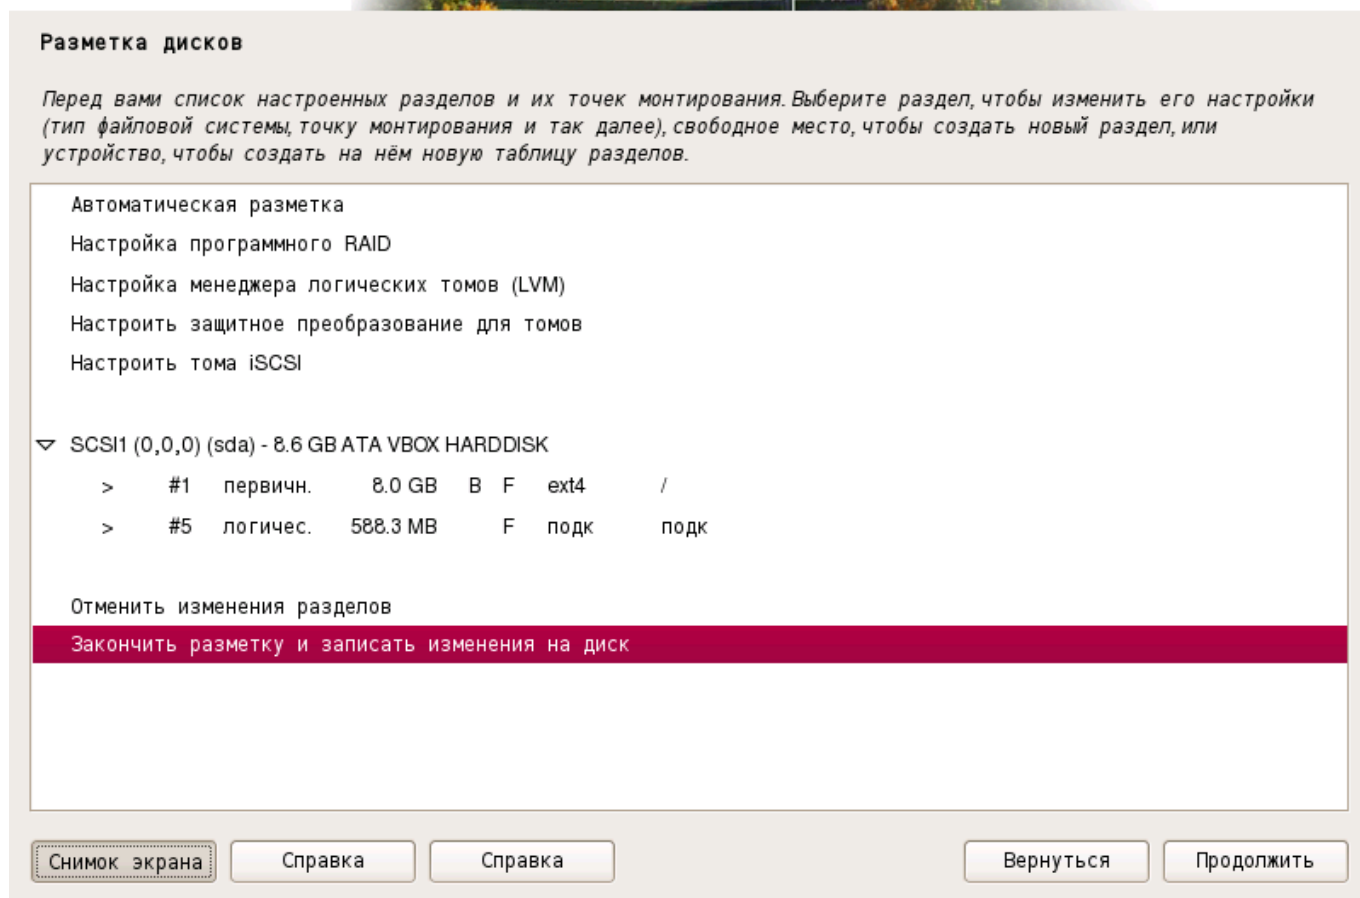 Разметка дисков
Перед вами список настроенных разделов и их точек монтирования. Выберите раздел, чтобы изменить его настройки
(тип файловой системы, точку монтирования и так далее), свободное место, чтобы создать новый раздел, или
устройство, чтобы создать на нём новую таблицу разделов.
Автоматическая разметка
Настройка программного RAID
Настройка менеджера логических томов (LVM)
Настроить защитное преобразование для томов
Настроить тома iSCSI
SCSI1 (0,0,0) (sda) - 8.6 GB ATA VBOX HARDDISK
> #1 первичн. 8.0 GB B F ext4 /
> #5 логичес. 588.3 MB F подк подк
Отменить изменения разделов
Закончить разметку и записать изменения на диск
Снимок экрана Справка Справка Вернуться Продолжить